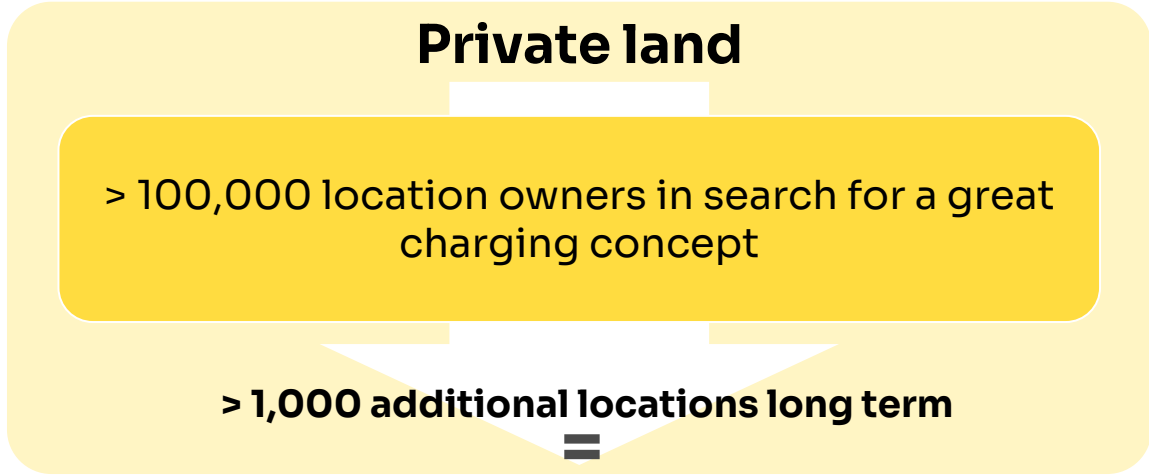 Private land
> 100,000 location owners in search for a great
charging concept
> 1,000 additional locations long term
=